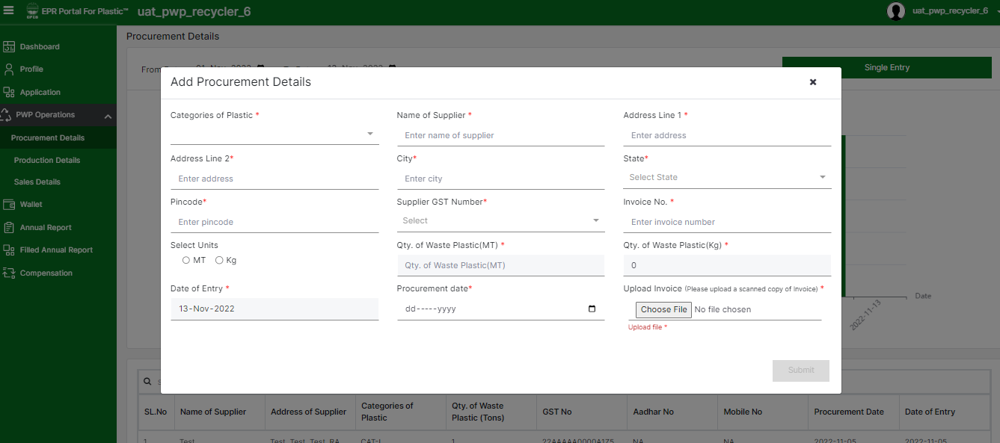 EPR Portal For Plastic™ uat_pwp_recycler_6 uat_pwp_recycler_6
Dashboard
Profile
Application
PWP Operations
Procurement Details
Production Details
Sales Details
Wallet
Annual Report
Filled Annual Report
Compensation
Procurement Details
From
Single Entry
Add Procurement Details
Categories of Plastic * Name of Supplier * Address Line 1 *
Enter name of supplier Enter address
Address Line 2* City* State*
Enter address Enter city Select State
Pincode* Supplier GST Number* Invoice No. *
Enter pincode Select Enter invoice number
Select Units Qty. of Waste Plastic(MT) * Qty. of Waste Plastic(Kg) *
MT Kg Qty. of Waste Plastic(MT) 0
Date of Entry * Procurement date* Upload Invoice (Please upload a scanned copy of Invoice) *
13-Nov-2022 dd-----yyyy Choose File No file chosen
Upload file *
Submit
Date
2022-11-13
SL.No Name of Supplier Address of Supplier Categories of Plastic Qty. of Waste Plastic (Tons) GST No Aadhar No Mobile No Procurement Date Date of Entry
1 Test Test, Test, Test, RA CAT-I 1 22AAAAA0000A1Z5 NA NA 2022-11-05 2022-11-05